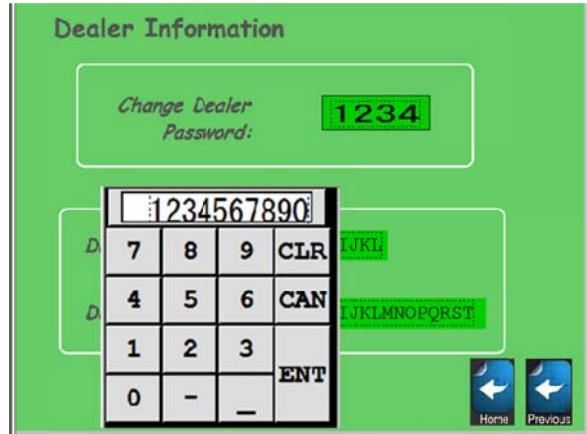 Dealer Information
Change Dealer
Password:
1234
1234567890
7 8 9 CLR
D IJKL
4 5 6 CAN
D IJKLMNOPQRST
1 2 3
ENT
0 - _
Home Previous